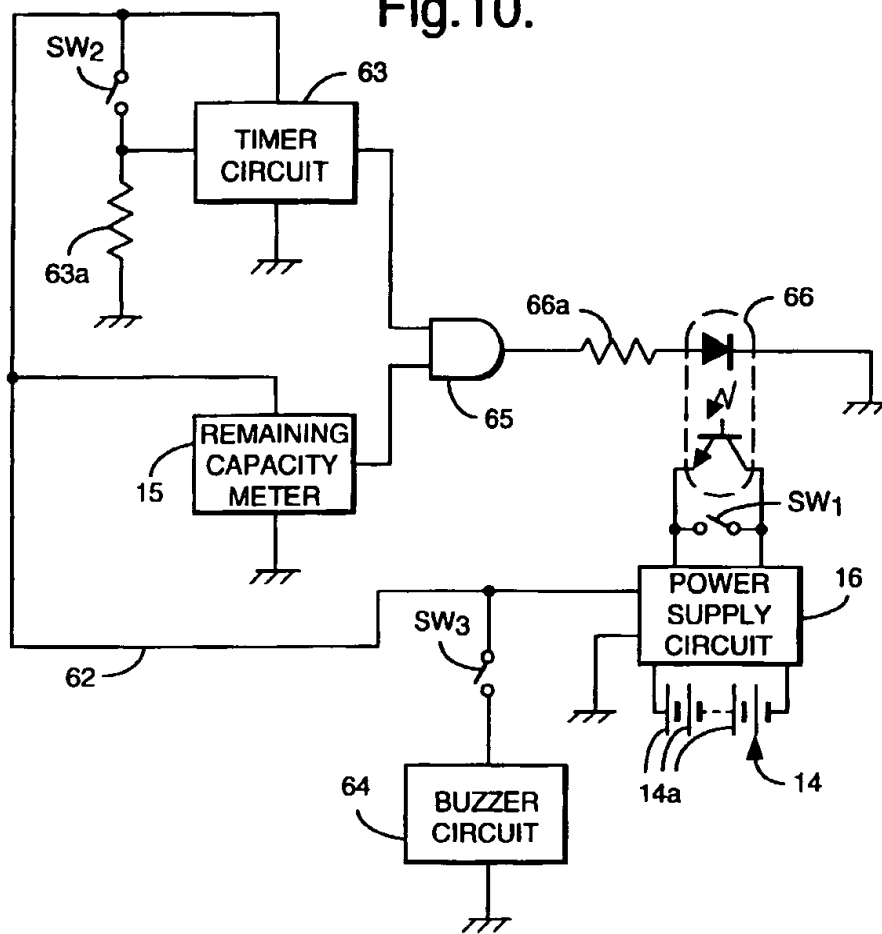 Fig.10.
SW2
63
TIMER
CIRCUIT
63a
66a
66
65
REMAINING
CAPACITY
METER
15
SW1
POWER
SUPPLY
CIRCUIT
16
SW3
62
14a
14
64
BUZZER
CIRCUIT